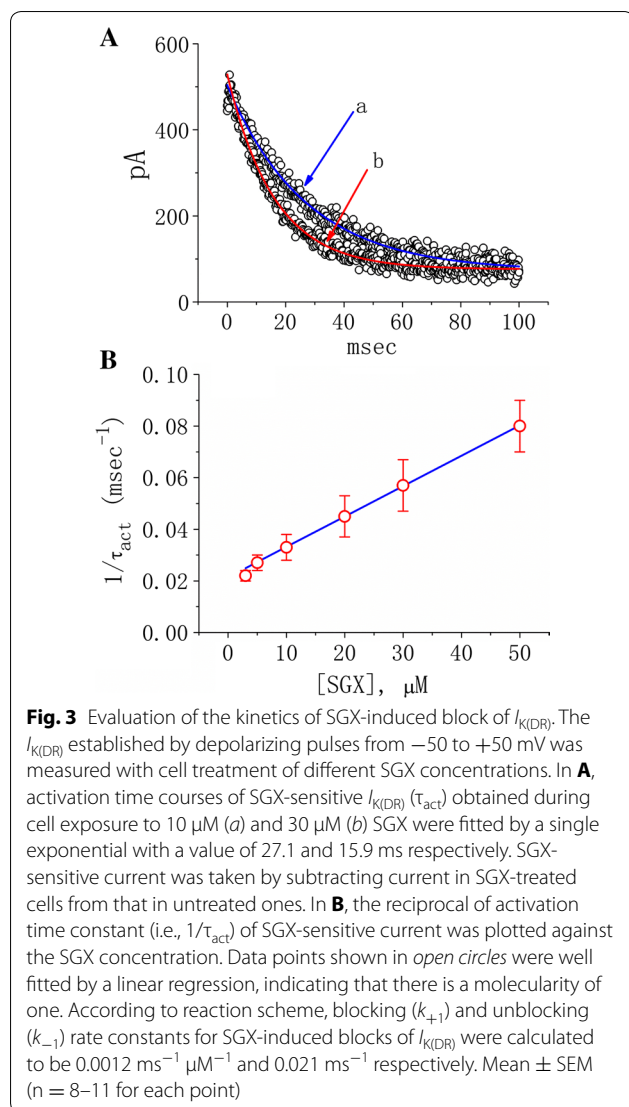 A
600
400
200
0
pA
a
b
0 20 40 60 80 100
msec
B
0.10
0.08
0.06
0.04
0.02
0.00
1/τact (msec⁻¹)
0 10 20 30 40 50
[SGX], μM
Fig. 3 Evaluation of the kinetics of SGX-induced block of IK(DR). The
IK(DR) established by depolarizing pulses from −50 to +50 mV was
measured with cell treatment of different SGX concentrations. In A,
activation time courses of SGX-sensitive IK(DR) (τact) obtained during
cell exposure to 10 μM (a) and 30 μM (b) SGX were fitted by a single
exponential with a value of 27.1 and 15.9 ms respectively. SGX-
sensitive current was taken by subtracting current in SGX-treated
cells from that in untreated ones. In B, the reciprocal of activation
time constant (i.e., 1/τact) of SGX-sensitive current was plotted against
the SGX concentration. Data points shown in open circles were well
fitted by a linear regression, indicating that there is a molecularity of
one. According to reaction scheme, blocking (k+1) and unblocking
(k−1) rate constants for SGX-induced blocks of IK(DR) were calculated
to be 0.0012 ms⁻¹ μM⁻¹ and 0.021 ms⁻¹ respectively. Mean ± SEM
(n = 8–11 for each point)